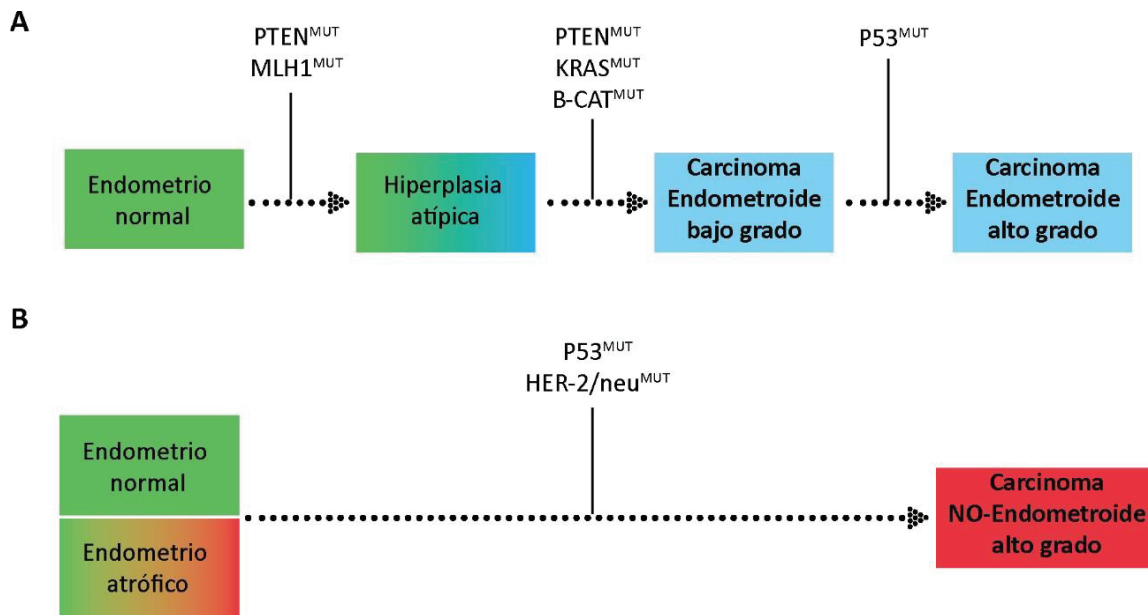 A
PTEN^MUT
MLH1^MUT
PTEN^MUT
KRAS^MUT
B-CAT^MUT
P53^MUT
Endometrio
normal
Hiperplasia
atípica
Carcinoma
Endometroide
bajo grado
Carcinoma
Endometroide
alto grado
B
P53^MUT
HER-2/neu^MUT
Endometrio
normal
Endometrio
atrófico
Carcinoma
NO-Endometroide
alto grado